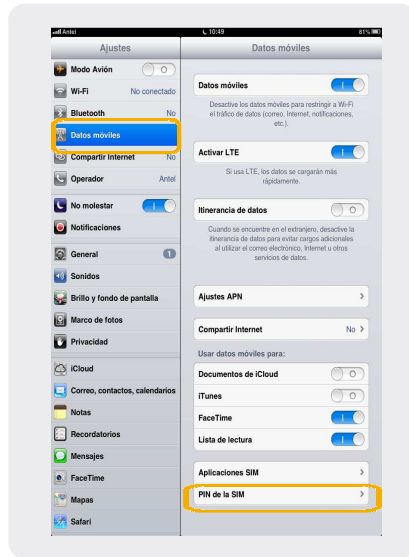 Antel
10:49
81%
Ajustes
Modo Avión
Wi-Fi No conectado
Bluetooth No
Datos móviles
Compartir Internet No
Operador Antel
No molestar
Notificaciones
General 1
Sonidos
Brillo y fondo de pantalla
Marco de fotos
Privacidad
iCloud
Correo, contactos, calendarios
Notas
Recordatorios
Mensajes
FaceTime
Mapas
Safari
Datos móviles
Datos móviles
Desactive los datos móviles para restringir a Wi-Fi
el tráfico de datos (correo, Internet, notificaciones,
etc.).
Activar LTE
Si usa LTE, los datos se cargarán más
rápidamente.
Itinerancia de datos
Cuando se encuentre en el extranjero, desactive la
itinerancia de datos para evitar cargos adicionales
al utilizar el correo electrónico, Internet u otros
servicios de datos.
Ajustes APN
Compartir Internet No
Usar datos móviles para:
Documentos de iCloud
iTunes
FaceTime
Lista de lectura
Aplicaciones SIM
PIN de la SIM